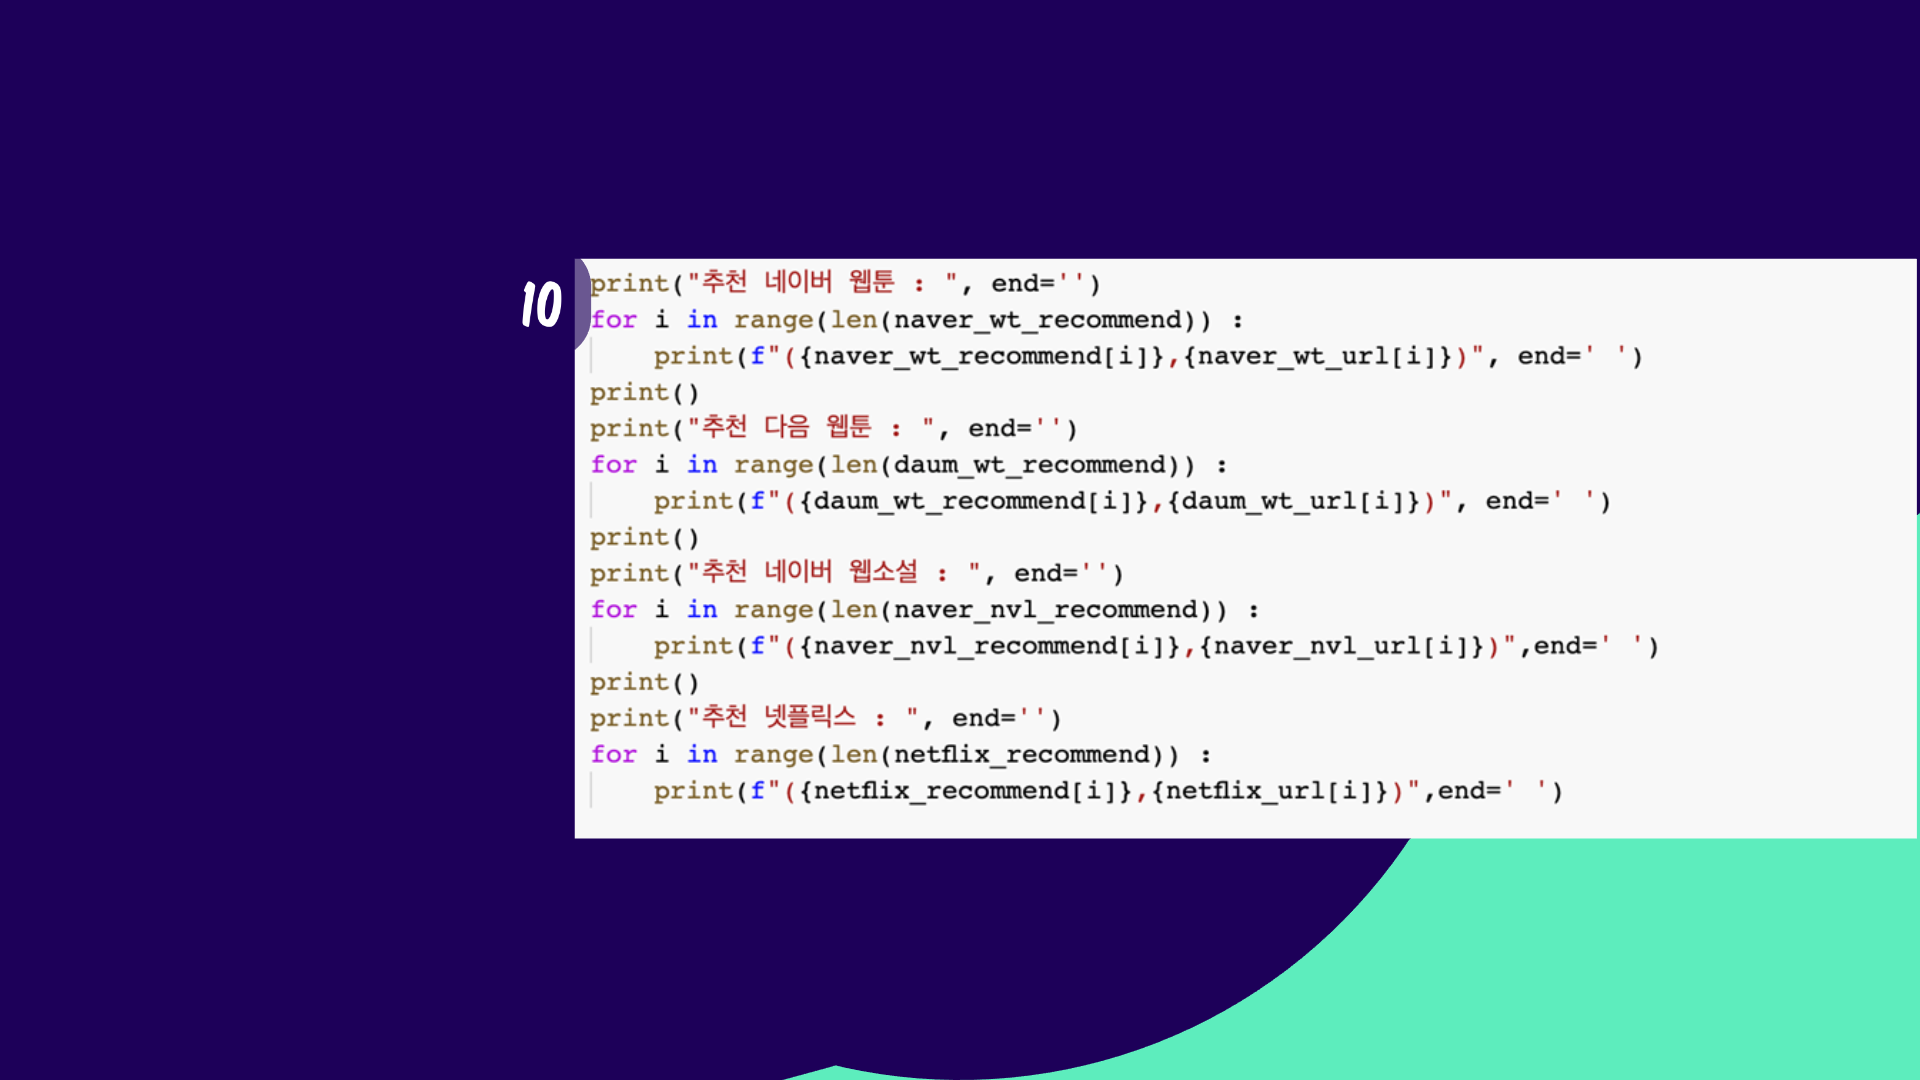 10
print("추천 네이버 웹툰 : ", end='')
for i in range(len(naver_wt_recommend)) :
    print(f"({naver_wt_recommend[i]},{naver_wt_url[i]})", end=' ')
print()
print("추천 다음 웹툰 : ", end='')
for i in range(len(daum_wt_recommend)) :
    print(f"({daum_wt_recommend[i]},{daum_wt_url[i]})", end=' ')
print()
print("추천 네이버 웹소설 : ", end='')
for i in range(len(naver_nvl_recommend)) :
    print(f"({naver_nvl_recommend[i]},{naver_nvl_url[i]})",end=' ')
print()
print("추천 넷플릭스 : ", end='')
for i in range(len(netflix_recommend)) :
    print(f"({netflix_recommend[i]},{netflix_url[i]})",end=' ')